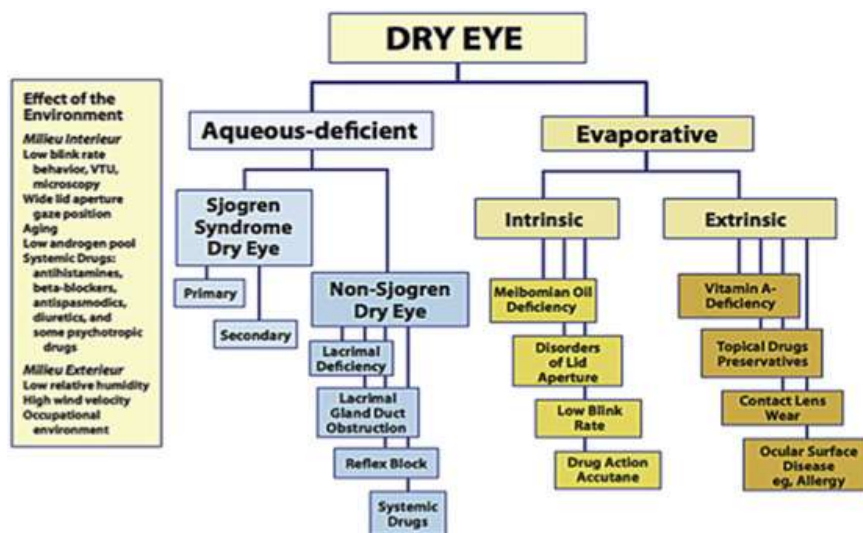 DRY EYE
Effect of the
Environment
Milieu Interieur
Low blink rate
behavior, VTU,
microscopy
Wide lid aperture
gaze position
Aging
Low androgen pool
Systemic Drugs:
antihistamines,
beta-blockers,
antispasmodics,
diuretics, and
some psychotropic
drugs
Milieu Exterieur
Low relative humidity
High wind velocity
Occupational
environment
Aqueous-deficient
Sjogren
Syndrome
Dry Eye
Primary
Secondary
Non-Sjogren
Dry Eye
Lacrimal
Deficiency
Lacrimal
Gland Duct
Obstruction
Reflex Block
Systemic
Drugs
Evaporative
Intrinsic
Meibomian Oil
Deficiency
Disorders
of Lid
Aperture
Low Blink
Rate
Drug Action
Accutane
Extrinsic
Vitamin A-
Deficiency
Topical Drugs
Preservatives
Contact Lens
Wear
Ocular Surface
Disease
eg, Allergy